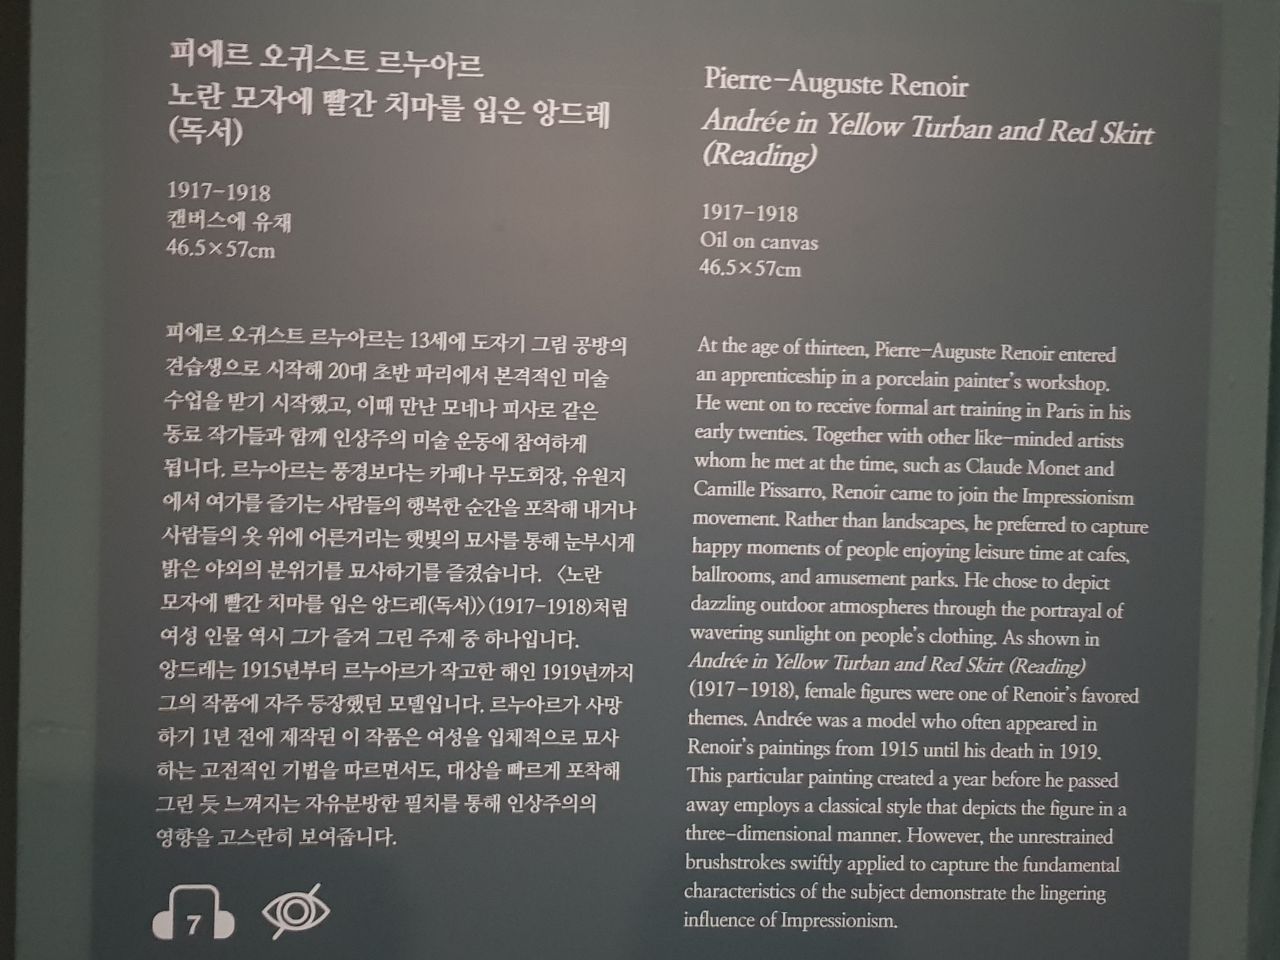 피에르 오귀스트 르누아르
노란 모자에 빨간 치마를 입은 앙드레
(독서)
1917–1918
캔버스에 유채
46.5×57cm
피에르 오귀스트 르누아르는 13세에 도자기 그림 공방의
견습생으로 시작해 20대 초반 파리에서 본격적인 미술
수업을 받기 시작했고, 이때 만난 모네나 피사로 같은
동료 작가들과 함께 인상주의 미술 운동에 참여하게
됩니다. 르누아르는 풍경보다는 카페나 무도회장, 유원지
에서 여가를 즐기는 사람들의 행복한 순간을 포착해 내거나
사람들의 옷 위에 어른거리는 햇빛의 묘사를 통해 눈부시게
밝은 야외의 분위기를 묘사하기를 즐겼습니다. 〈노란
모자에 빨간 치마를 입은 앙드레(독서)〉(1917–1918)처럼
여성 인물 역시 그가 즐겨 그린 주제 중 하나입니다.
앙드레는 1915년부터 르누아르가 작고한 해인 1919년까지
그의 작품에 자주 등장했던 모델입니다. 르누아르가 사망
하기 1년 전에 제작된 이 작품은 여성을 입체적으로 묘사
하는 고전적인 기법을 따르면서도, 대상을 빠르게 포착해
그린 듯 느껴지는 자유분방한 필치를 통해 인상주의의
영향을 고스란히 보여줍니다.
7
Pierre–Auguste Renoir
Andrée in Yellow Turban and Red Skirt
(Reading)
1917–1918
Oil on canvas
46.5×57cm
At the age of thirteen, Pierre–Auguste Renoir entered
an apprenticeship in a porcelain painter's workshop.
He went on to receive formal art training in Paris in his
early twenties. Together with other like–minded artists
whom he met at the time, such as Claude Monet and
Camille Pissarro, Renoir came to join the Impressionism
movement. Rather than landscapes, he preferred to capture
happy moments of people enjoying leisure time at cafes,
ballrooms, and amusement parks. He chose to depict
dazzling outdoor atmospheres through the portrayal of
wavering sunlight on people's clothing. As shown in
Andrée in Yellow Turban and Red Skirt (Reading)
(1917–1918), female figures were one of Renoir's favored
themes. Andrée was a model who often appeared in
Renoir's paintings from 1915 until his death in 1919.
This particular painting created a year before he passed
away employs a classical style that depicts the figure in a
three–dimensional manner. However, the unrestrained
brushstrokes swiftly applied to capture the fundamental
characteristics of the subject demonstrate the lingering
influence of Impressionism.